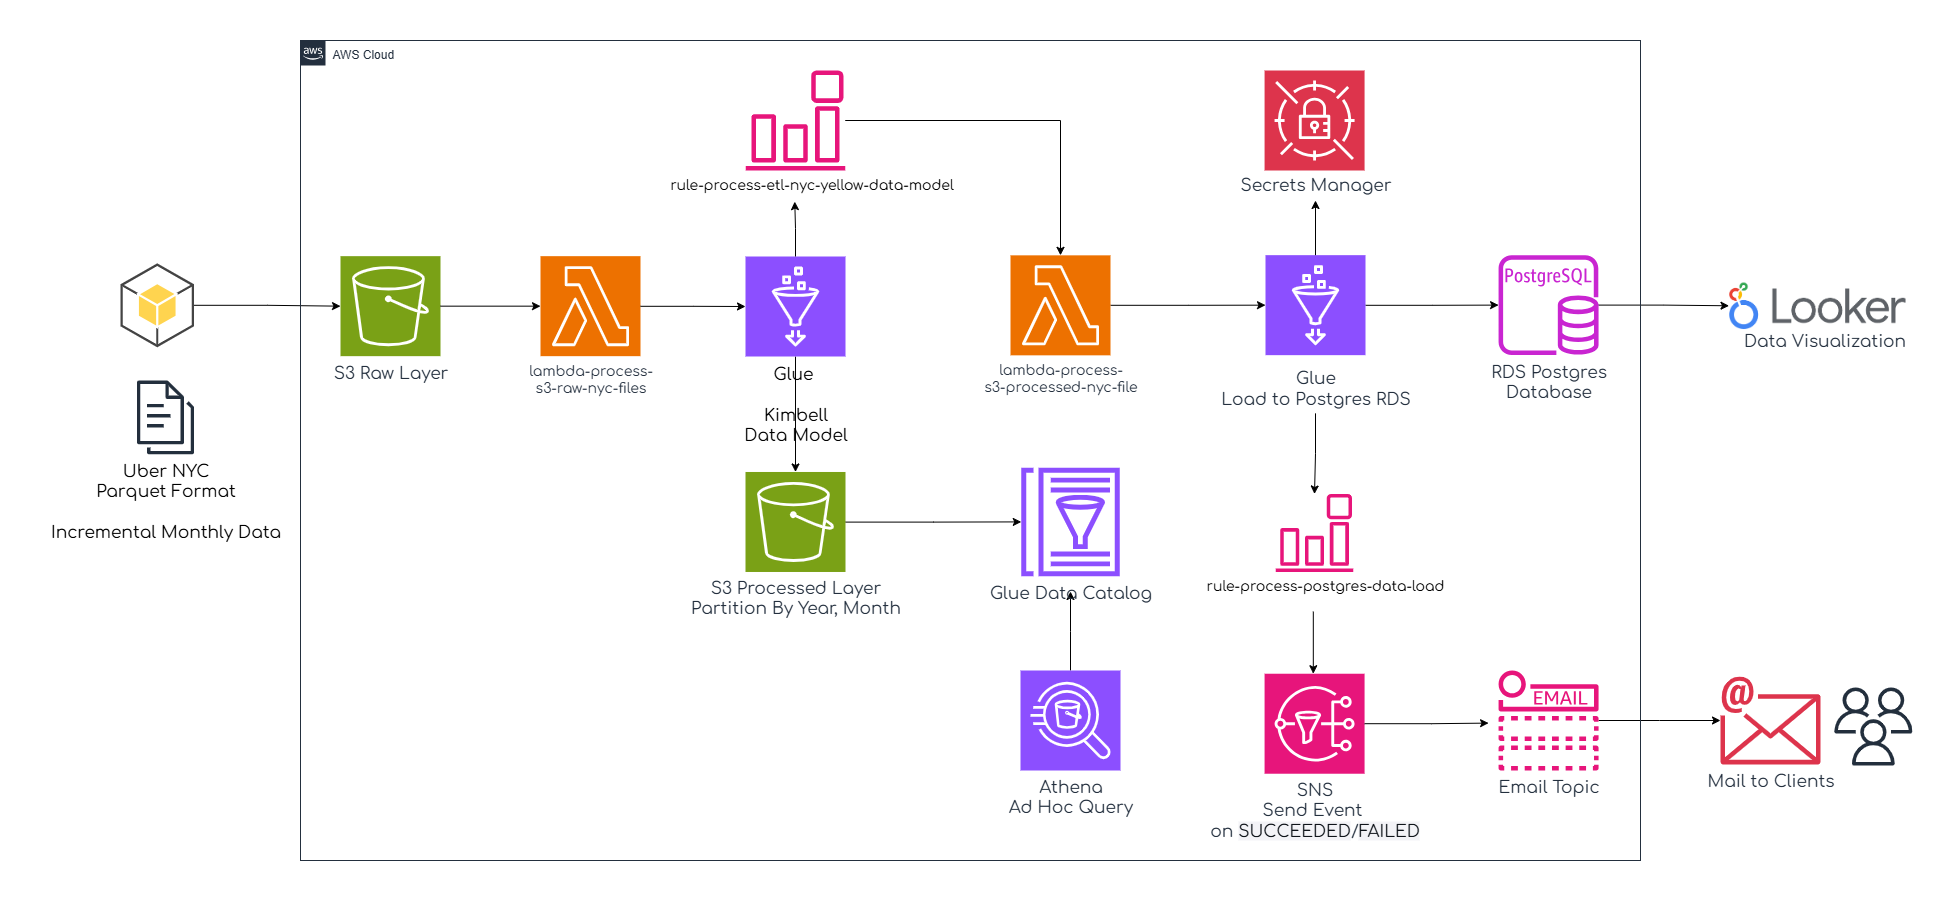 aws
AWS Cloud
rule-process-etl-nyc-yellow-data-model
Secrets Manager
S3 Raw Layer
lambda-process-
s3-raw-nyc-files
Glue
Kimbell
Data Model
lambda-process-
s3-processed-nyc-file
Glue
Load to Postgres RDS
PostgreSQL
RDS Postgres
Database
Looker
Data Visualization
Uber NYC
Parquet Format
Incremental Monthly Data
S3 Processed Layer
Partition By Year, Month
Glue Data Catalog
rule-process-postgres-data-load
Athena
Ad Hoc Query
SNS
Send Event
on SUCCEEDED/FAILED
EMAIL
Email Topic
@
Mail to Clients